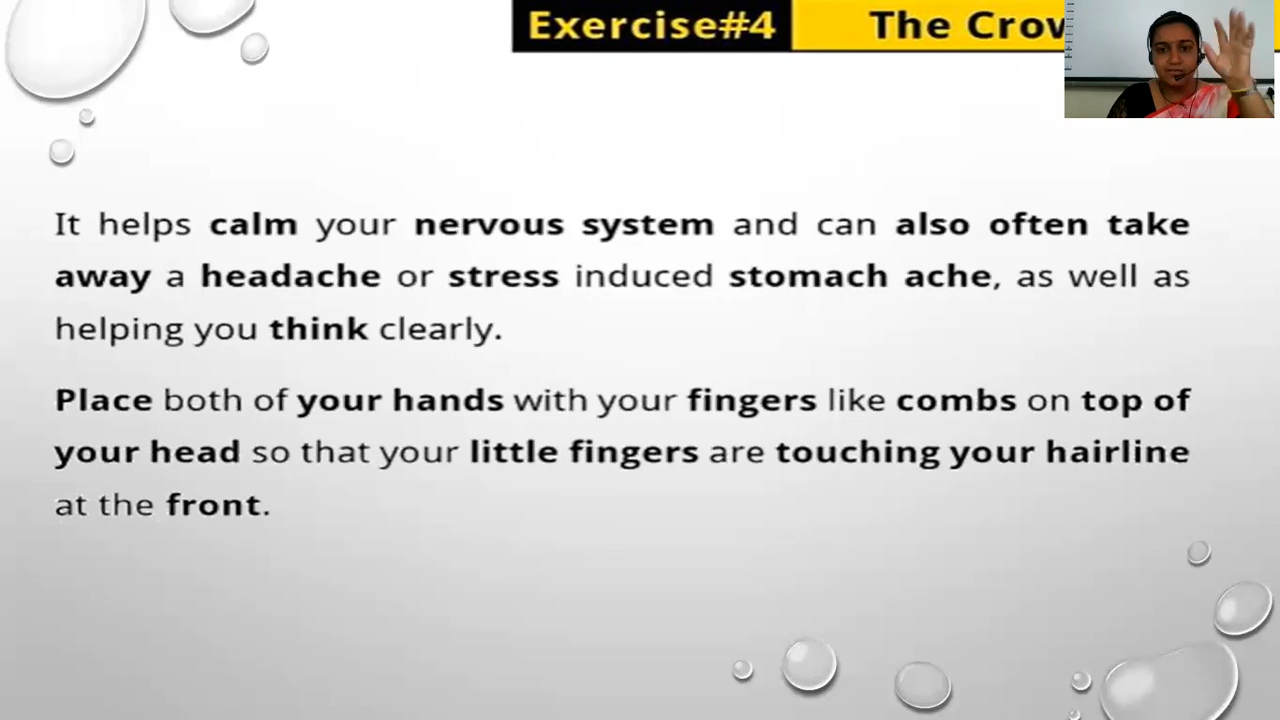 Exercise#4 The
It helps calm your nervous system and can also often take
away a headache or stress induced stomach ache, as well as
helping you think clearly.
Place both of your hands with your fingers like combs on top of
your head so that your little fingers are touching your hairline
at the front.